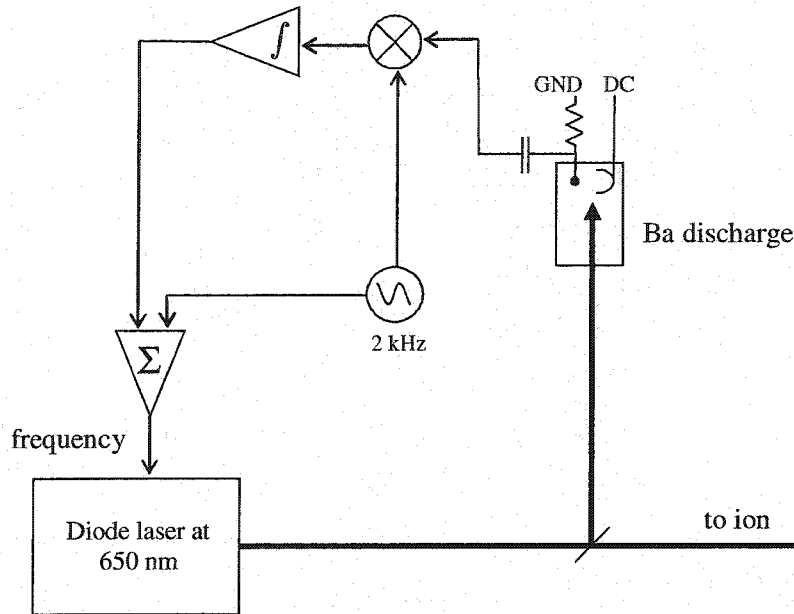 ∫
GND DC
Ba discharge
2 kHz
Σ
frequency
Diode laser at
650 nm
to ion